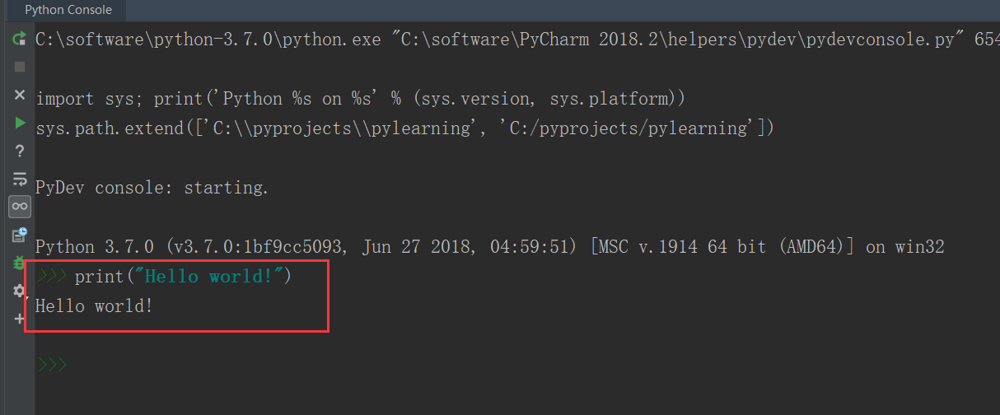 Python Console
C:\software\python-3.7.0\python.exe "C:\software\PyCharm 2018.2\helpers\pydev\pydevconsole.py" 654
import sys; print('Python %s on %s' % (sys.version, sys.platform))
sys.path.extend(['C:\\pyprojects\\pylearning', 'C:/pyprojects/pylearning'])
PyDev console: starting.
Python 3.7.0 (v3.7.0:1bf9cc5093, Jun 27 2018, 04:59:51) [MSC v.1914 64 bit (AMD64)] on win32
>>> print("Hello world!")
Hello world!
>>>